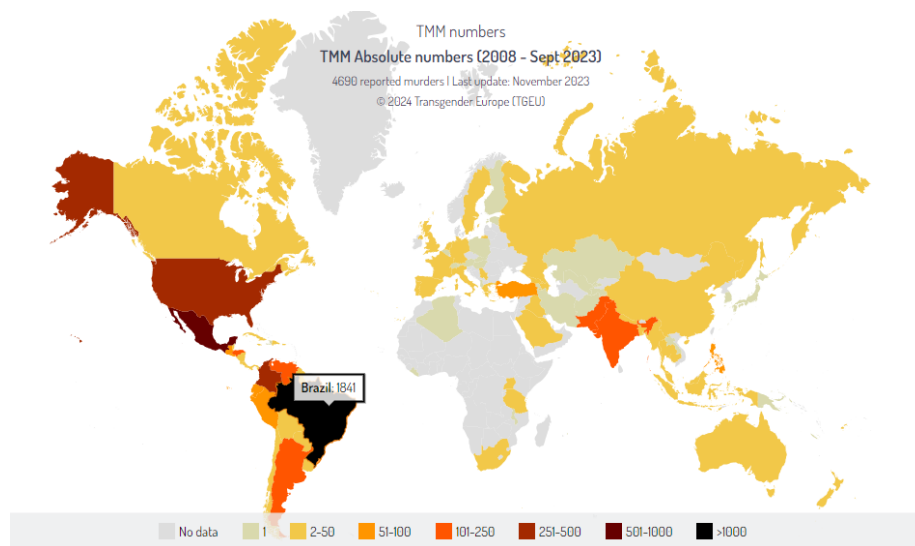 TMM numbers
TMM Absolute numbers (2008 - Sept 2023)
4690 reported murders | Last update: November 2023
© 2024 Transgender Europe (TGEU)
Brazil: 1841
No data
1
2-50
51-100
101-250
251-500
501-1000
>1000